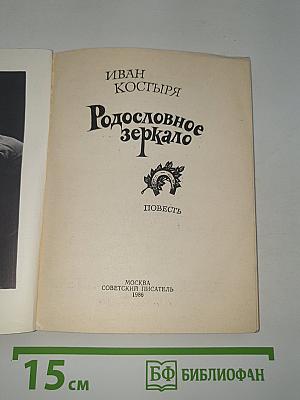 ИВАН
КОСТЫРЯ
Родословное
зеркало
ПОВЕСТЬ
МОСКВА
СОВЕТСКИЙ ПИСАТЕЛЬ
1986
15 см
БФ БИБЛИОФАН